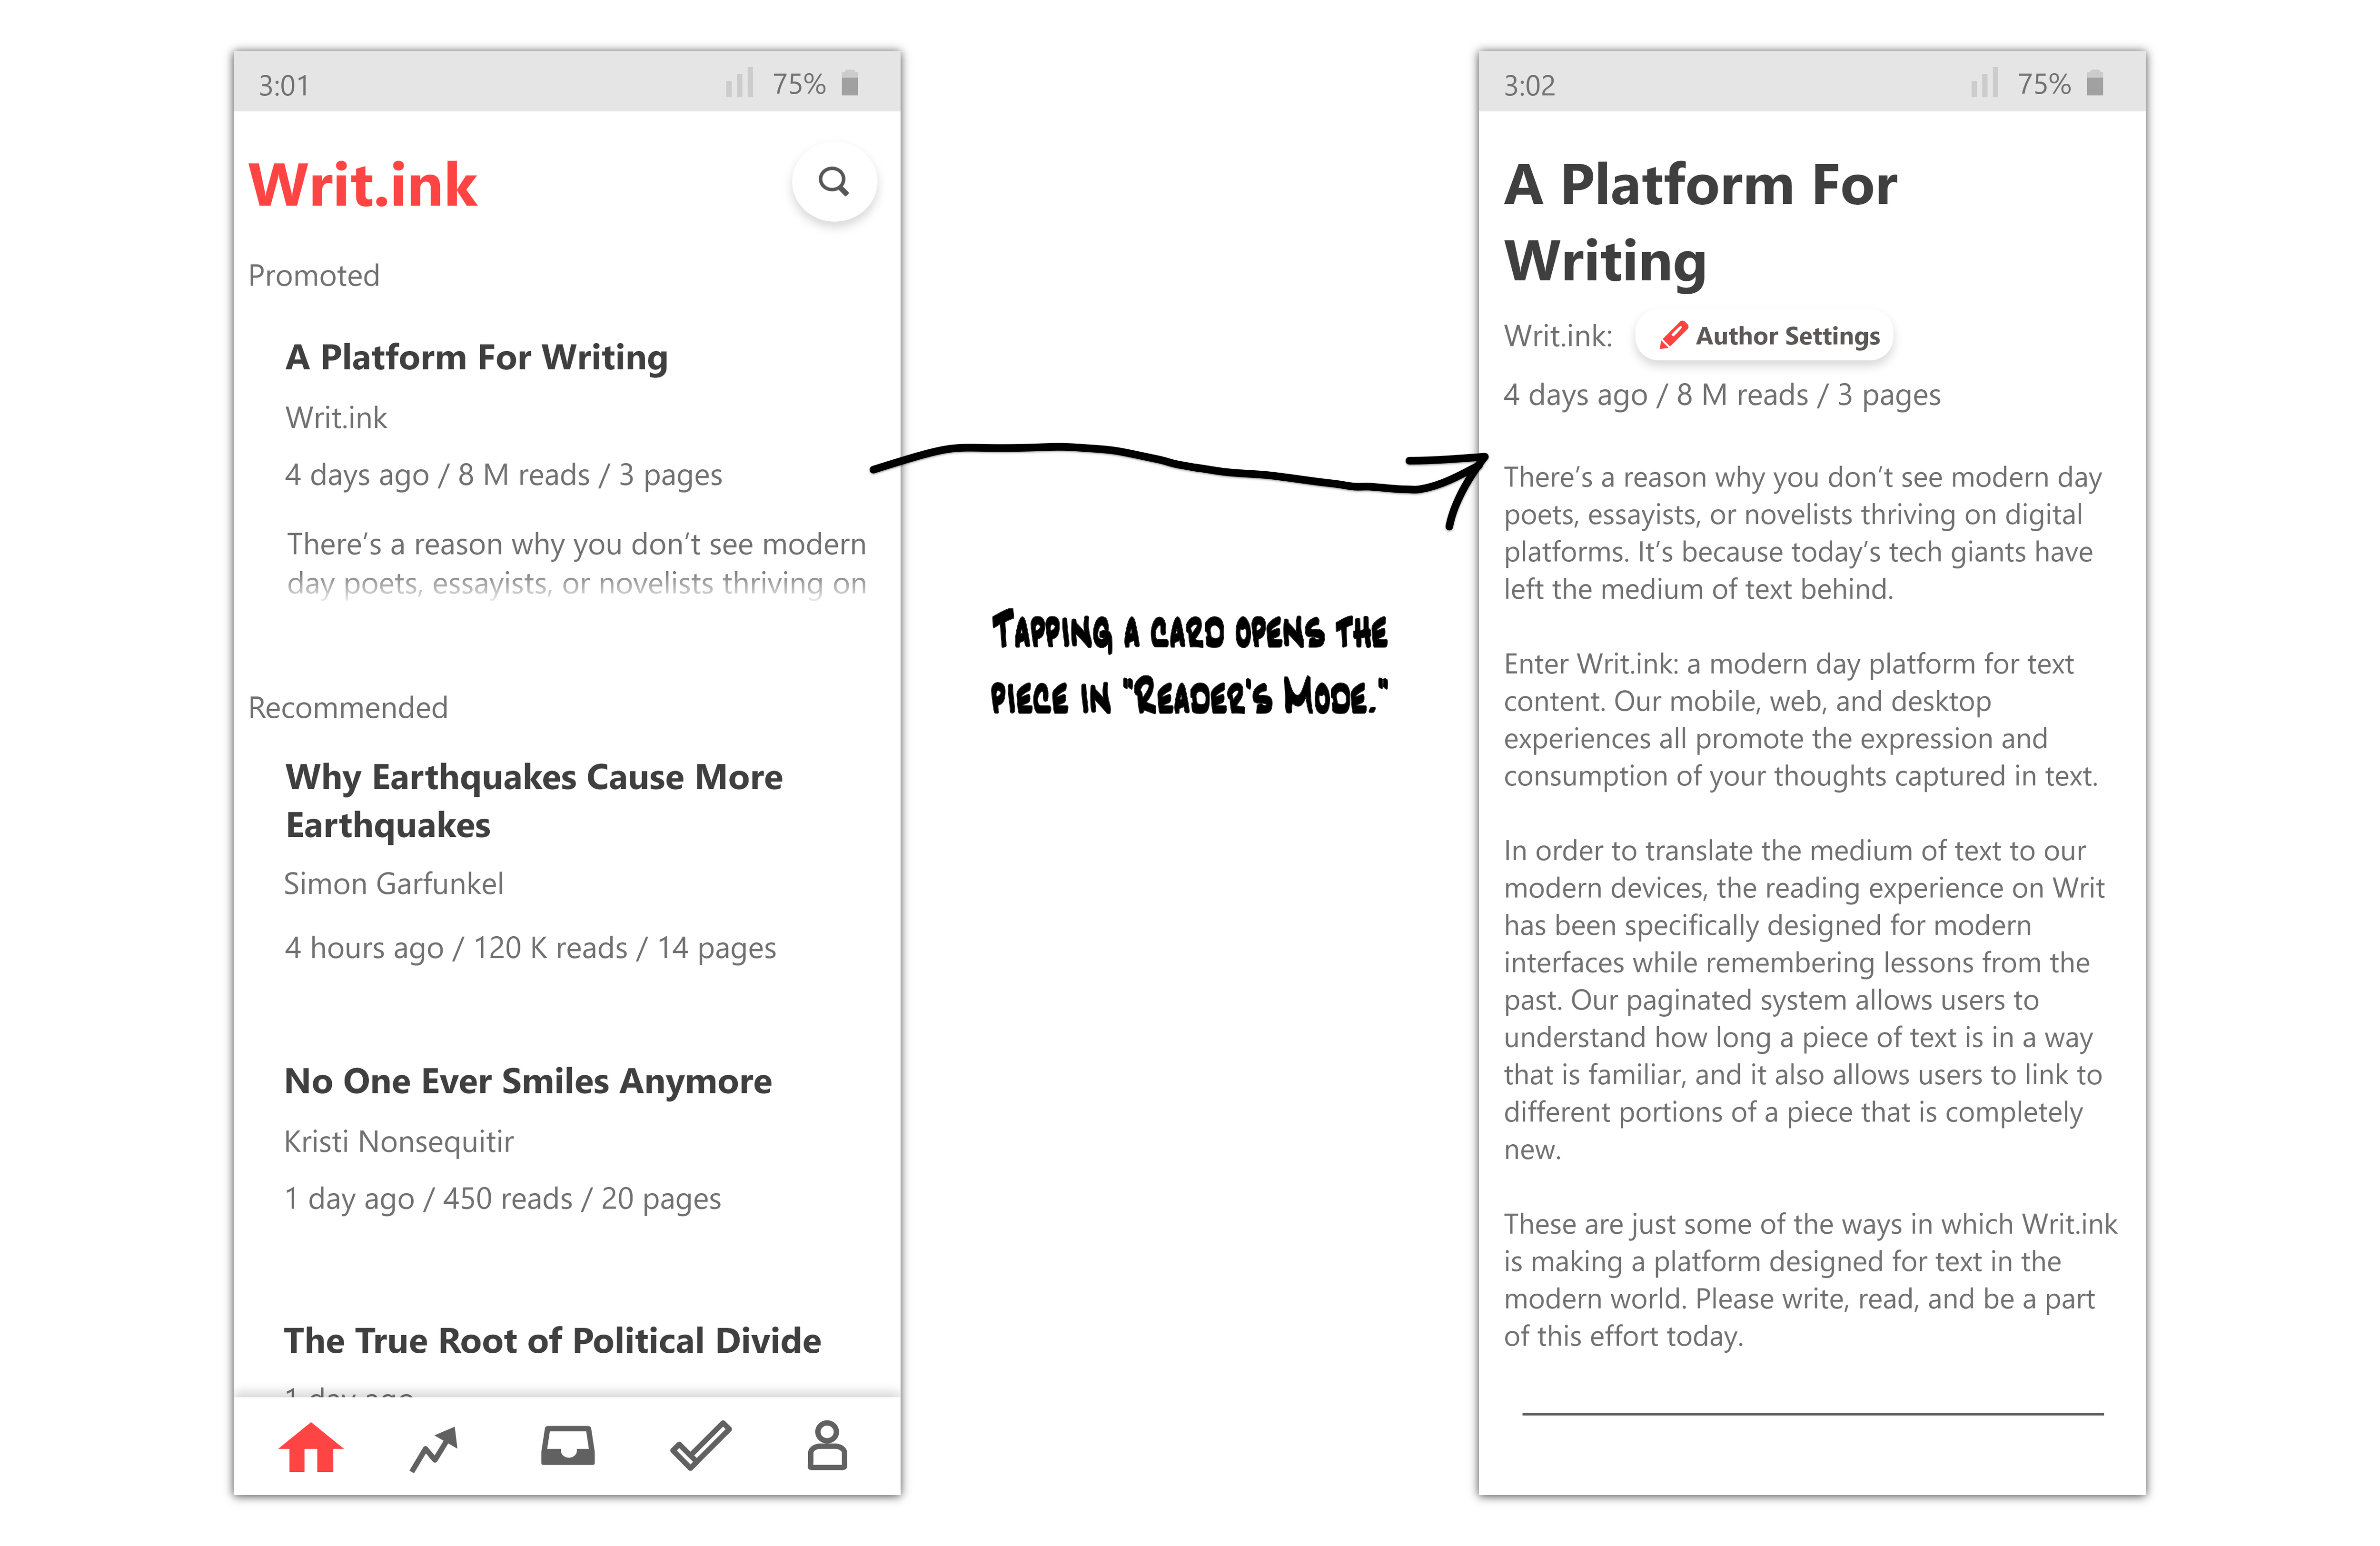 3:01 75%
Writ.ink
Promoted
A Platform For Writing
Writ.ink
4 days ago / 8 M reads / 3 pages
There’s a reason why you don’t see modern
day poets, essayists, or novelists thriving on
Recommended
Why Earthquakes Cause More
Earthquakes
Simon Garfunkel
4 hours ago / 120 K reads / 14 pages
No One Ever Smiles Anymore
Kristi Nonsequitir
1 day ago / 450 reads / 20 pages
The True Root of Political Divide
1 day ago
TAPPING A CARD OPENS THE
PIECE IN "READER'S MODE."
3:02 75%
A Platform For
Writing
Writ.ink: Author Settings
4 days ago / 8 M reads / 3 pages
There’s a reason why you don’t see modern day
poets, essayists, or novelists thriving on digital
platforms. It’s because today’s tech giants have
left the medium of text behind.
Enter Writ.ink: a modern day platform for text
content. Our mobile, web, and desktop
experiences all promote the expression and
consumption of your thoughts captured in text.
In order to translate the medium of text to our
modern devices, the reading experience on Writ
has been specifically designed for modern
interfaces while remembering lessons from the
past. Our paginated system allows users to
understand how long a piece of text is in a way
that is familiar, and it also allows users to link to
different portions of a piece that is completely
new.
These are just some of the ways in which Writ.ink
is making a platform designed for text in the
modern world. Please write, read, and be a part
of this effort today.